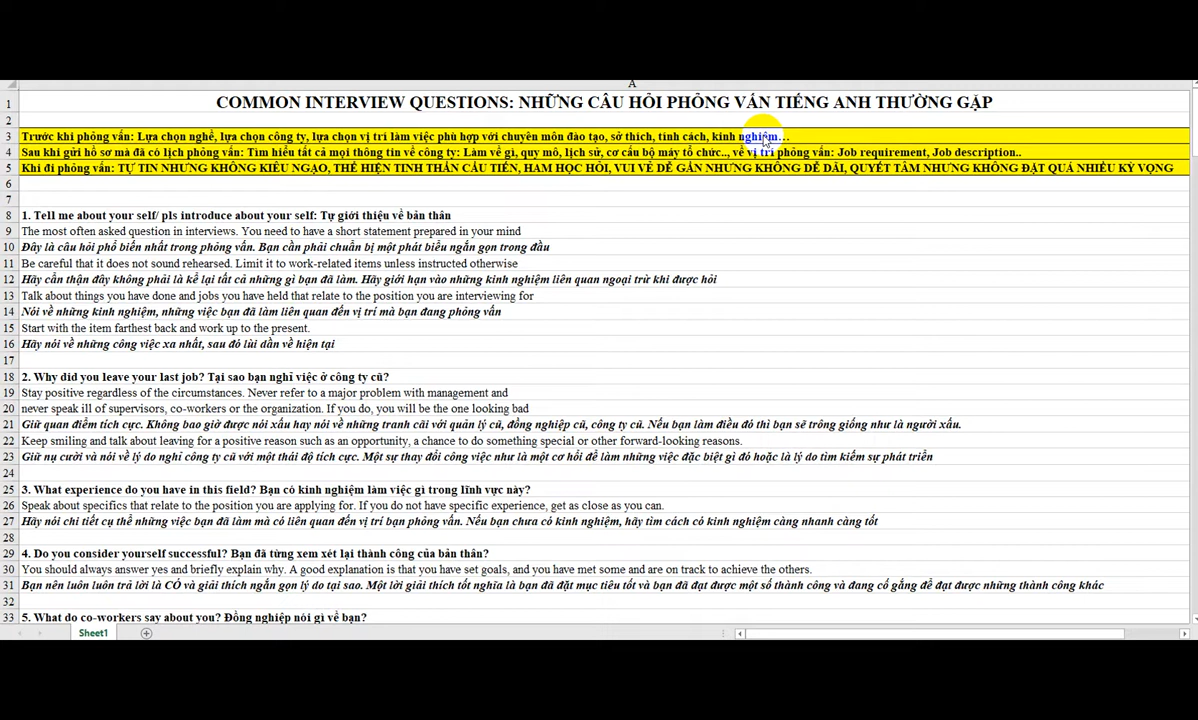 A
1 COMMON INTERVIEW QUESTIONS: NHỮNG CÂU HỎI PHỎNG VẤN TIẾNG ANH THƯỜNG GẶP
2
3 Trước khi phỏng vấn: Lựa chọn nghề, lựa chọn công ty, lựa chọn vị trí làm việc phù hợp với chuyên môn đào tạo, sở thích, tính cách, kinh nghiệm…
4 Sau khi gửi hồ sơ mà đã có lịch phỏng vấn: Tìm hiểu tất cả mọi thông tin về công ty: Làm về gì, quy mô, lịch sử, cơ cấu bộ máy tổ chức.., về vị trí phỏng vấn: Job requirement, Job description..
5 Khi đi phỏng vấn: TỰ TIN NHƯNG KHÔNG KIÊU NGẠO, THỂ HIỆN TINH THẦN CẦU TIẾN, HAM HỌC HỎI, VUI VẺ DỄ GẦN NHƯNG KHÔNG DỄ DÃI, QUYẾT TÂM NHƯNG KHÔNG ĐẶT QUÁ NHIỀU KỲ VỌNG
6
7
8 1. Tell me about your self/ pls introduce about your self: Tự giới thiệu về bản thân
9 The most often asked question in interviews. You need to have a short statement prepared in your mind
10 Đây là câu hỏi phổ biến nhất trong phỏng vấn. Bạn cần phải chuẩn bị một phát biểu ngắn gọn trong đầu
11 Be careful that it does not sound rehearsed. Limit it to work-related items unless instructed otherwise
12 Hãy cẩn thận đây không phải là kể lại tất cả những gì bạn đã làm. Hãy giới hạn vào những kinh nghiệm liên quan ngoại trừ khi được hỏi
13 Talk about things you have done and jobs you have held that relate to the position you are interviewing for
14 Nói về những kinh nghiệm, những việc bạn đã làm liên quan đến vị trí mà bạn đang phỏng vấn
15 Start with the item farthest back and work up to the present.
16 Hãy nói về những công việc xa nhất, sau đó lùi dần về hiện tại
17
18 2. Why did you leave your last job? Tại sao bạn nghỉ việc ở công ty cũ?
19 Stay positive regardless of the circumstances. Never refer to a major problem with management and
20 never speak ill of supervisors, co-workers or the organization. If you do, you will be the one looking bad
21 Giữ quan điểm tích cực. Không bao giờ được nói xấu hay nói về những tranh cãi với quản lý cũ, đồng nghiệp cũ, công ty cũ. Nếu bạn làm điều đó thì bạn sẽ trông giống như là người xấu.
22 Keep smiling and talk about leaving for a positive reason such as an opportunity, a chance to do something special or other forward-looking reasons.
23 Giữ nụ cười và nói về lý do nghỉ công ty cũ với một thái độ tích cực. Một sự thay đổi công việc như là một cơ hội để làm những việc đặc biệt gì đó hoặc là lý do tìm kiếm sự phát triển
24
25 3. What experience do you have in this field? Bạn có kinh nghiệm làm việc gì trong lĩnh vực này?
26 Speak about specifics that relate to the position you are applying for. If you do not have specific experience, get as close as you can.
27 Hãy nói chi tiết cụ thể những việc bạn đã làm mà có liên quan đến vị trí bạn phỏng vấn. Nếu bạn chưa có kinh nghiệm, hãy tìm cách có kinh nghiệm càng nhanh càng tốt
28
29 4. Do you consider yourself successful? Bạn đã từng xem xét lại thành công của bản thân?
30 You should always answer yes and briefly explain why. A good explanation is that you have set goals, and you have met some and are on track to achieve the others.
31 Bạn nên luôn luôn trả lời là CÓ và giải thích ngắn gọn lý do tại sao. Một lời giải thích tốt nghĩa là bạn đã đặt mục tiêu tốt và bạn đã đạt được một số thành công và đang cố gắng để đạt được những thành công khác
32
33 5. What do co-workers say about you? Đồng nghiệp nói gì về bạn?
Sheet1